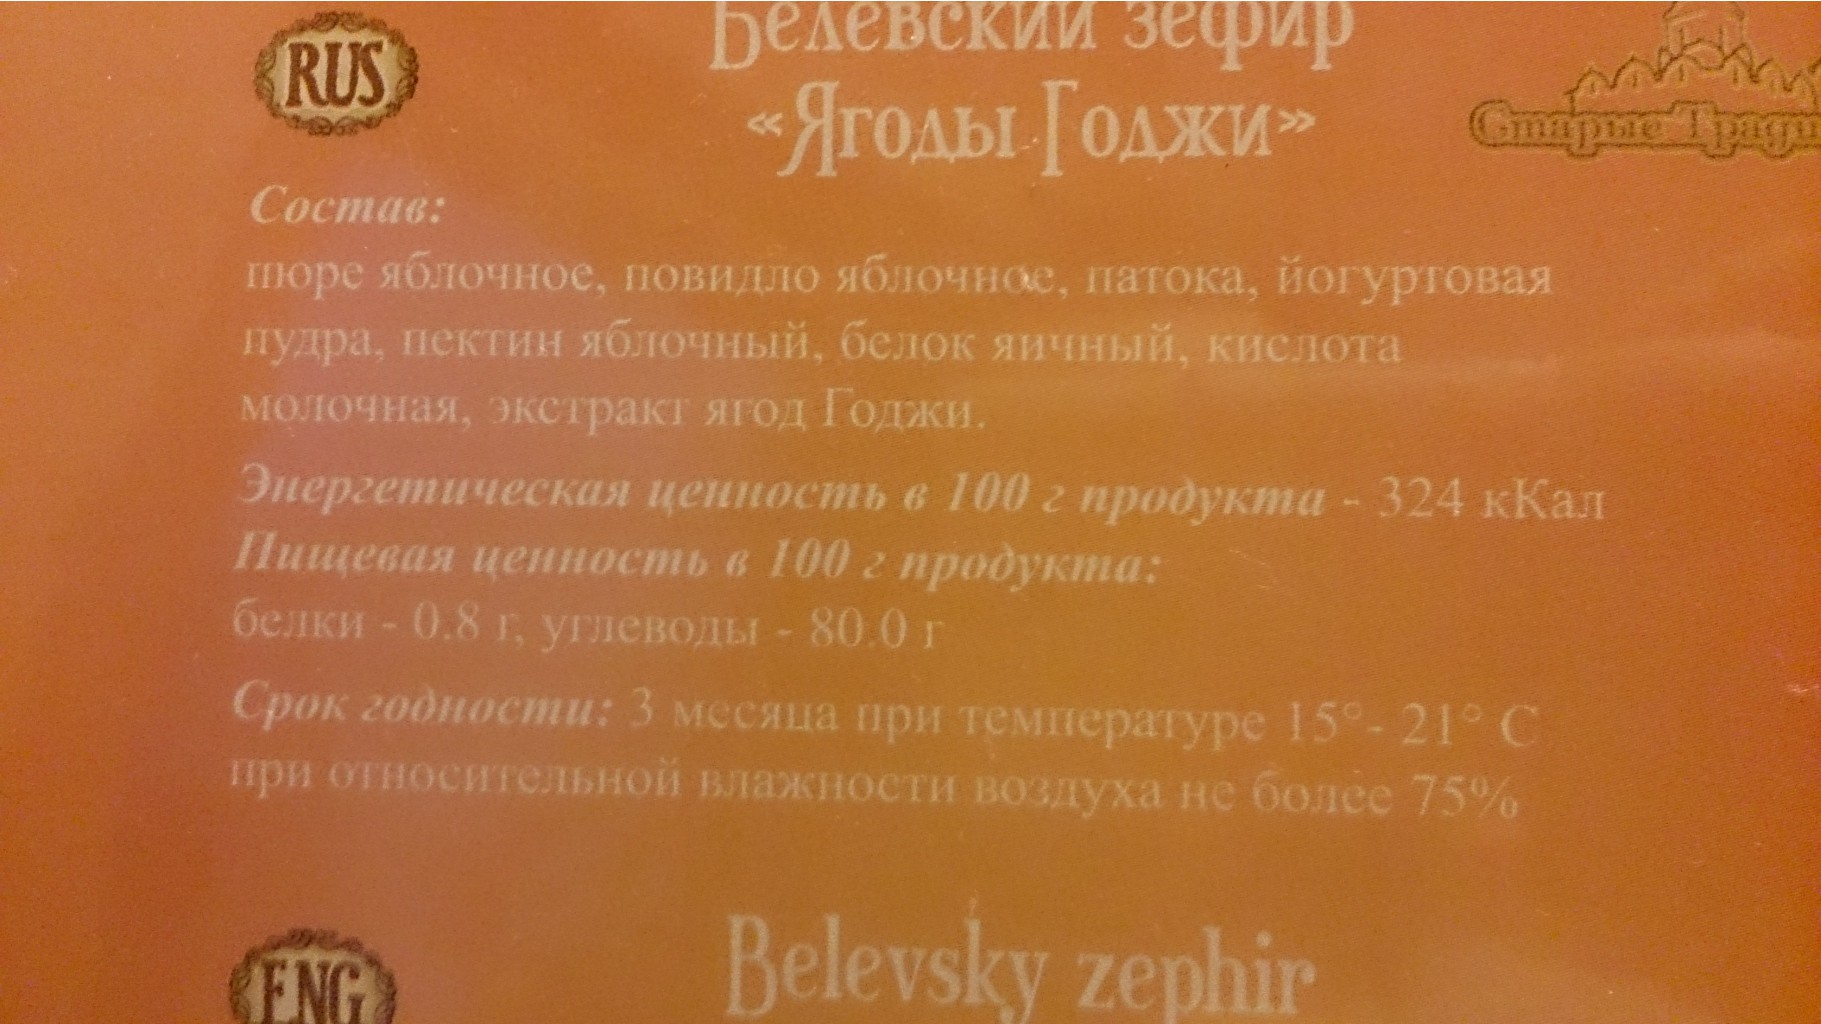 RUS
Белевский зефир
«Ягоды Годжи»
Старые Тради
Состав:
пюре яблочное, повидло яблочное, патока, йогуртовая
пудра, пектин яблочный, белок яичный, кислота
молочная, экстракт ягод Годжи.
Энергетическая ценность в 100 г продукта - 324 кКал
Пищевая ценность в 100 г продукта:
белки - 0.8 г, углеводы - 80.0 г
Срок годности: 3 месяца при температуре 15°- 21° С
при относительной влажности воздуха не более 75%
ENG
Belevsky zephir